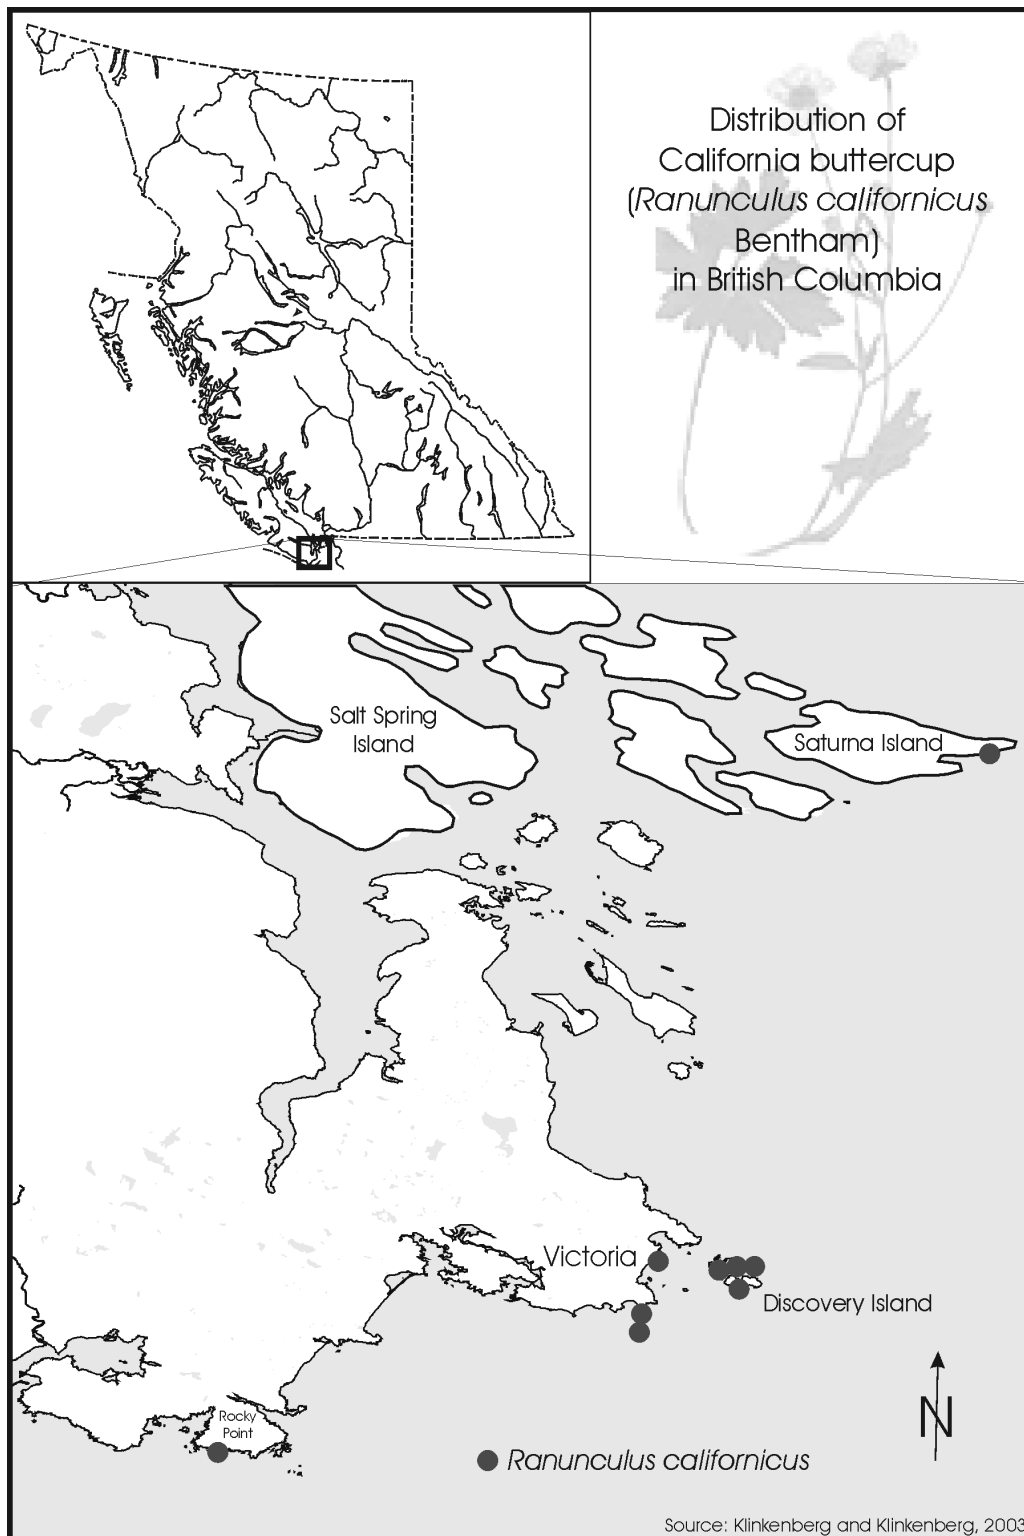 Distribution of
California buttercup
(Ranunculus californicus
Bentham)
in British Columbia
Salt Spring
Island
Saturna Island
Victoria
Discovery Island
Rocky
Point
N
Ranunculus californicus
Source: Klinkenberg and Klinkenberg, 2003